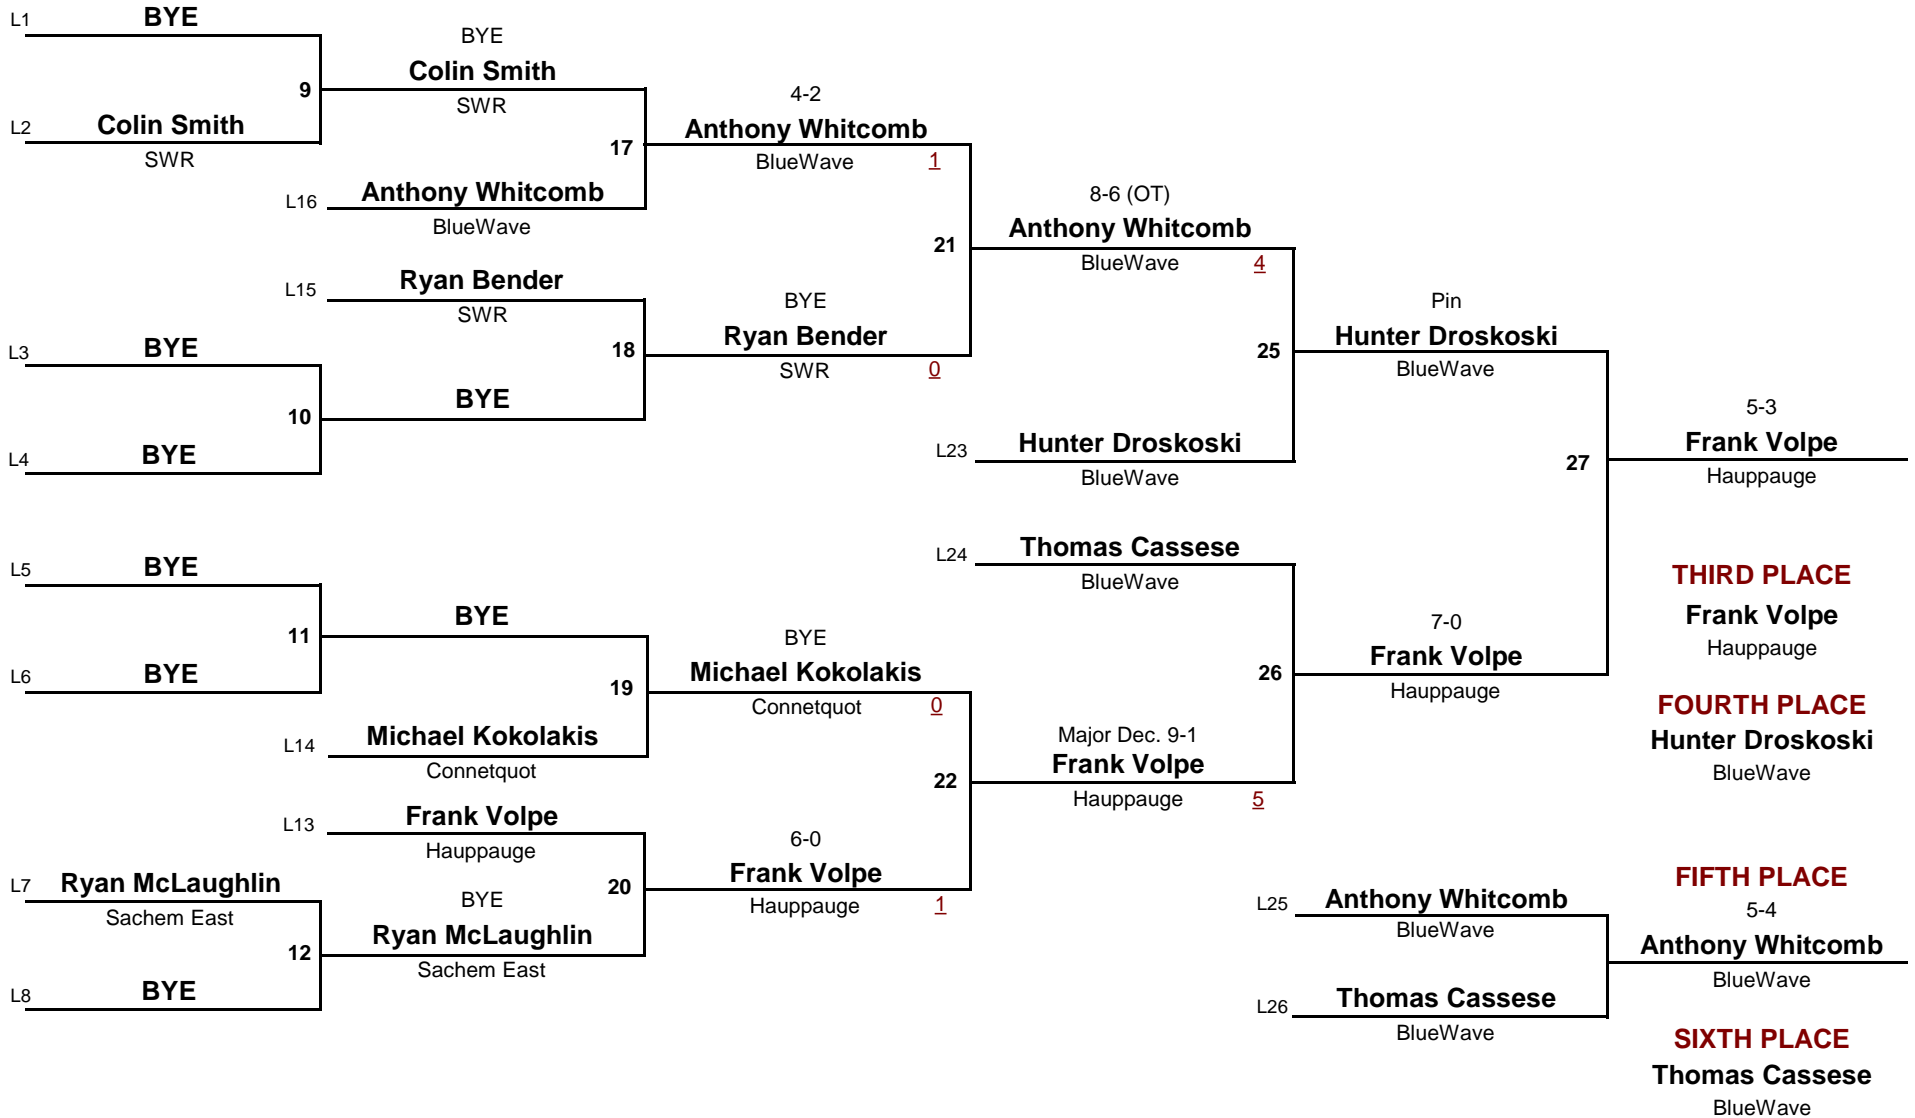 L1 BYE
9
L2 Colin Smith
SWR
L3 BYE
10
L4 BYE
L5 BYE
11
L6 BYE
L7 Ryan McLaughlin
Sachem East
12
L8 BYE
BYE
Colin Smith
SWR
17
L16 Anthony Whitcomb
BlueWave
L15 Ryan Bender
SWR
18
BYE
BYE
19
L14 Michael Kokolakis
Connetquot
L13 Frank Volpe
Hauppauge
20
BYE
Ryan McLaughlin
Sachem East
4-2
Anthony Whitcomb
BlueWave 1
21
BYE
Ryan Bender
SWR 0
BYE
Michael Kokolakis
Connetquot 0
22
6-0
Frank Volpe
Hauppauge 1
8-6 (OT)
Anthony Whitcomb
BlueWave 4
25
L23 Hunter Droskoski
BlueWave
L24 Thomas Cassese
BlueWave
26
Major Dec. 9-1
Frank Volpe
Hauppauge 5
Pin
Hunter Droskoski
BlueWave
27
7-0
Frank Volpe
Hauppauge
5-3
Frank Volpe
Hauppauge
THIRD PLACE
Frank Volpe
Hauppauge
FOURTH PLACE
Hunter Droskoski
BlueWave
L25 Anthony Whitcomb
BlueWave
L26 Thomas Cassese
BlueWave
FIFTH PLACE
5-4
Anthony Whitcomb
BlueWave
SIXTH PLACE
Thomas Cassese
BlueWave